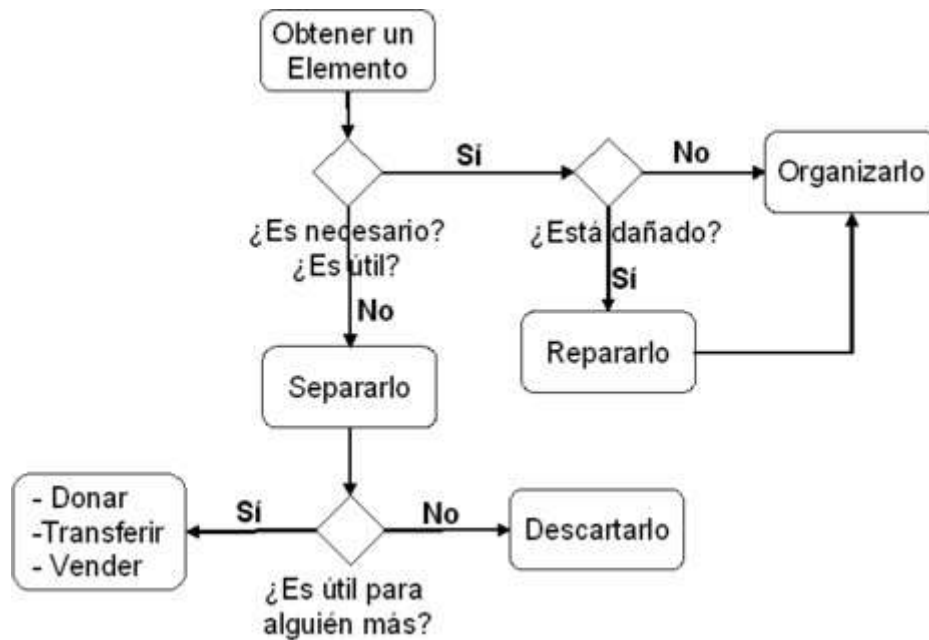 Obtener un
Elemento
Sí
No
Organizarlo
¿Es necesario?
¿Es útil?
¿Está dañado?
Sí
No
Repararlo
Separarlo
- Donar
-Transferir
- Vender
Sí
No
Descartarlo
¿Es útil para
alguién más?